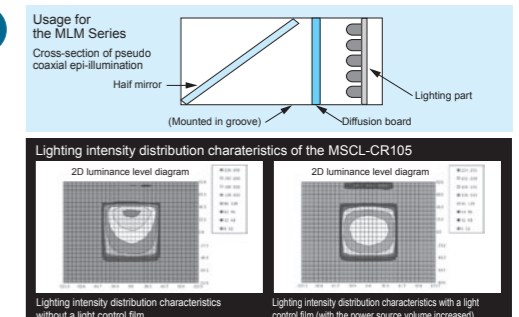 Usage for
the MLM Series
Cross-section of pseudo
coaxial epi-illumination
Half mirror
Lighting part
(Mounted in groove)
Diffusion board
Lighting intensity distribution charateristics of the MSCL-CR105
2D luminance level diagram
2D luminance level diagram
Lighting intensity distribution characteristics
without a light control film
Lighting intensity distribution characteristics with a light
control film (with the power source volume increased)